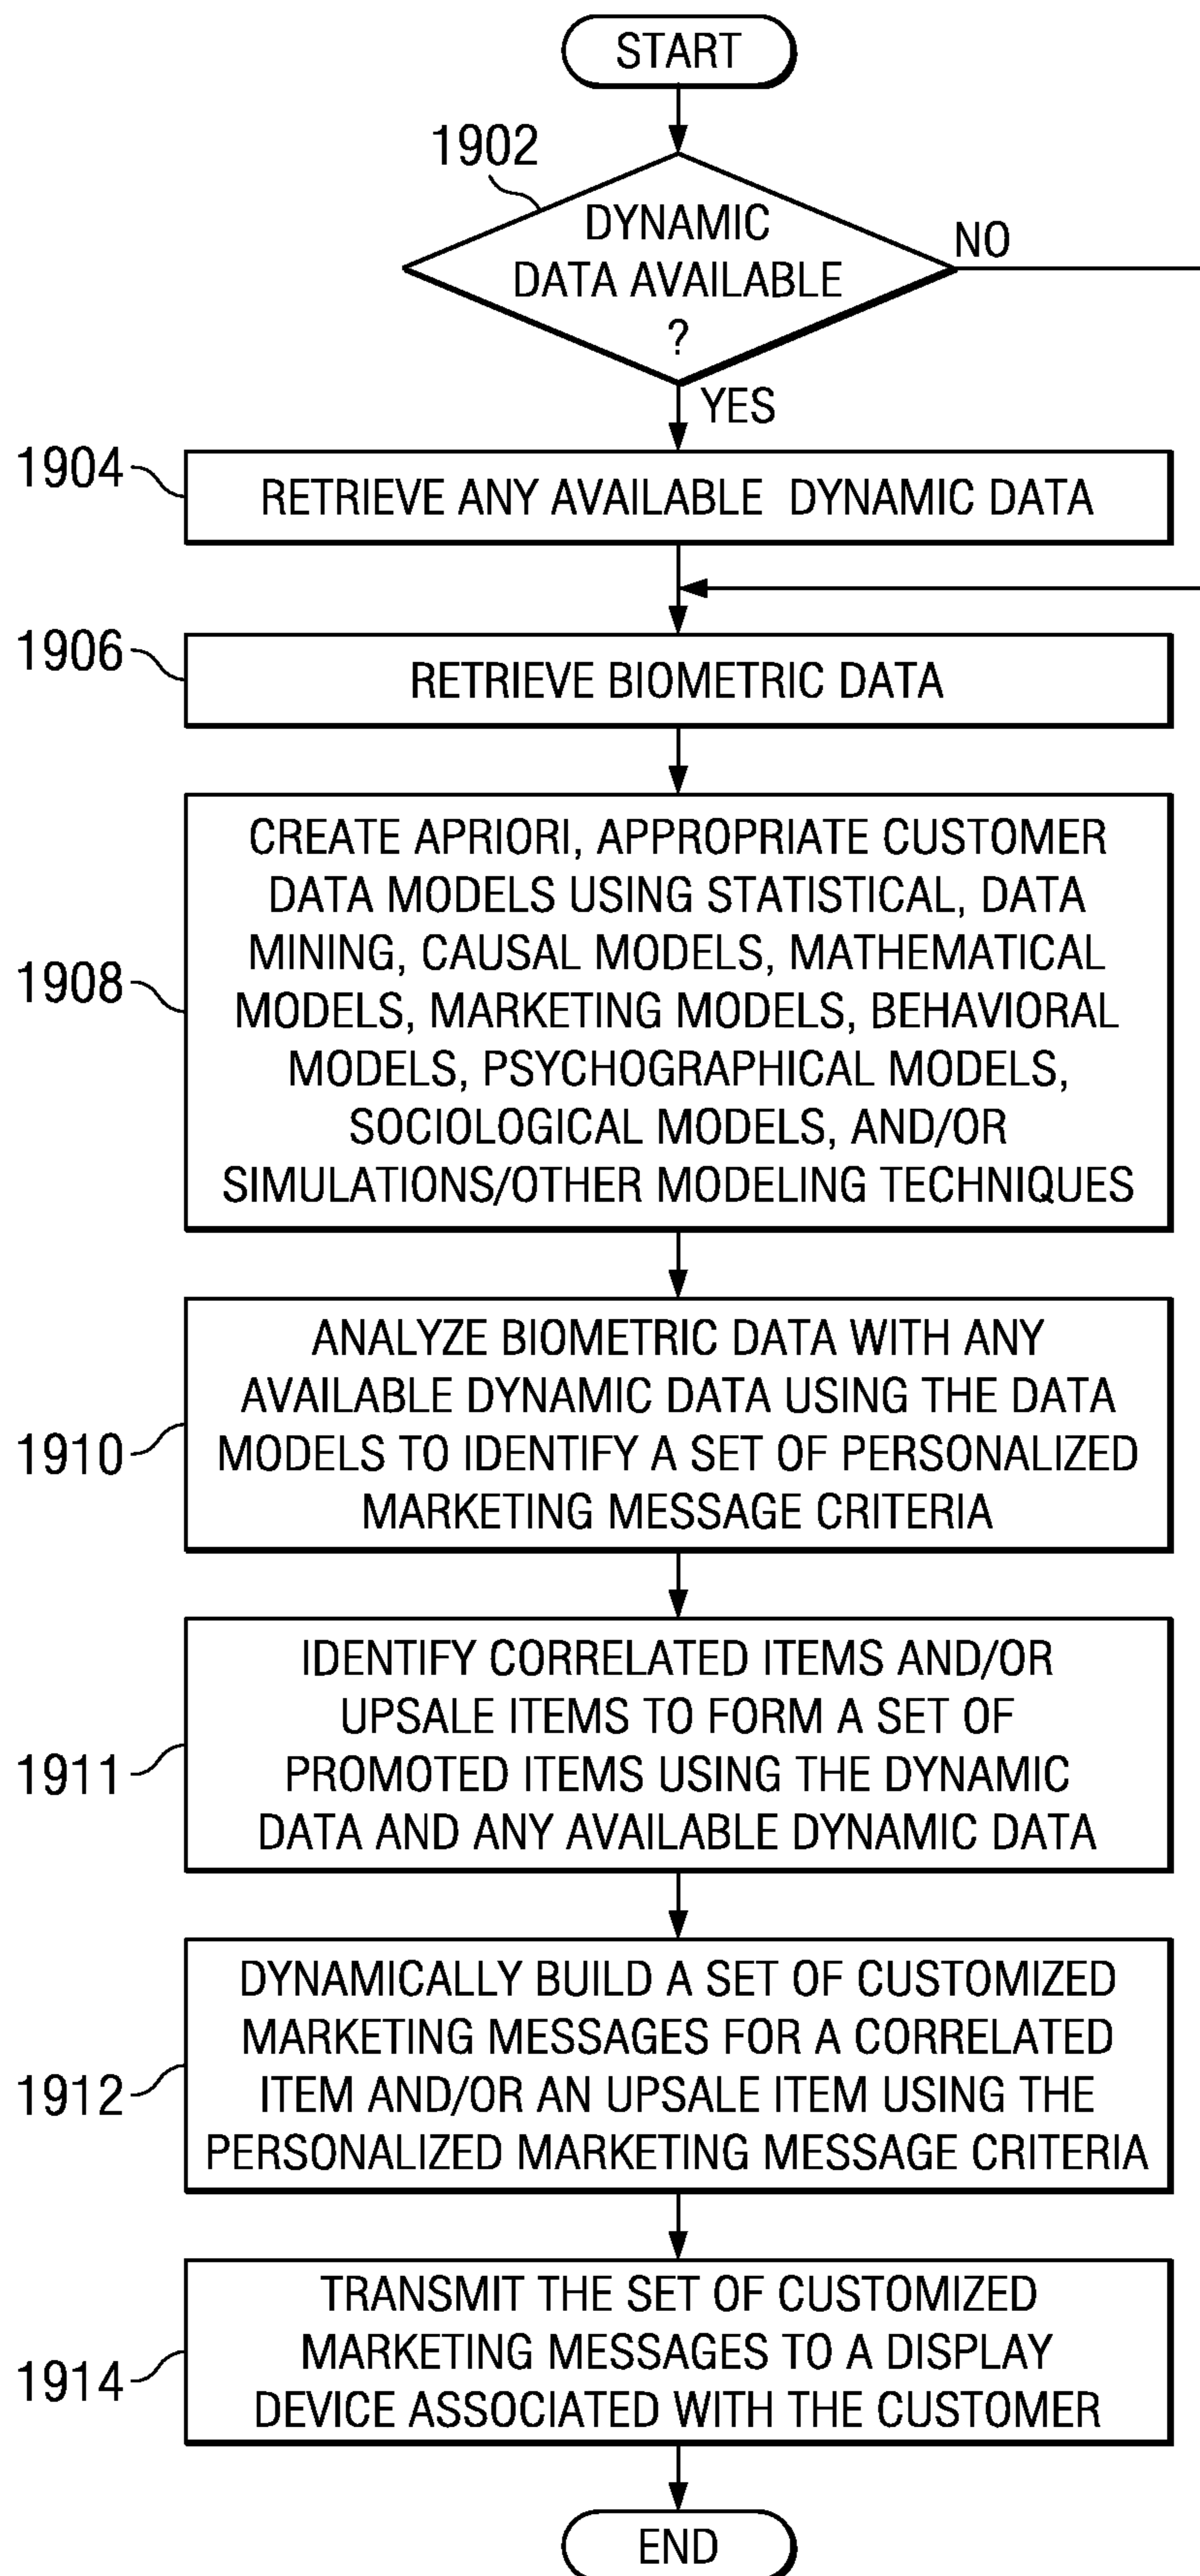 START
1902
DYNAMIC
DATA AVAILABLE
?
NO
YES
1904
RETRIEVE ANY AVAILABLE DYNAMIC DATA
1906
RETRIEVE BIOMETRIC DATA
1908
CREATE APRIORI, APPROPRIATE CUSTOMER
DATA MODELS USING STATISTICAL, DATA
MINING, CAUSAL MODELS, MATHEMATICAL
MODELS, MARKETING MODELS, BEHAVIORAL
MODELS, PSYCHOGRAPHICAL MODELS,
SOCIOLOGICAL MODELS, AND/OR
SIMULATIONS/OTHER MODELING TECHNIQUES
1910
ANALYZE BIOMETRIC DATA WITH ANY
AVAILABLE DYNAMIC DATA USING THE DATA
MODELS TO IDENTIFY A SET OF PERSONALIZED
MARKETING MESSAGE CRITERIA
1911
IDENTIFY CORRELATED ITEMS AND/OR
UPSALE ITEMS TO FORM A SET OF
PROMOTED ITEMS USING THE DYNAMIC
DATA AND ANY AVAILABLE DYNAMIC DATA
1912
DYNAMICALLY BUILD A SET OF CUSTOMIZED
MARKETING MESSAGES FOR A CORRELATED
ITEM AND/OR AN UPSALE ITEM USING THE
PERSONALIZED MARKETING MESSAGE CRITERIA
1914
TRANSMIT THE SET OF CUSTOMIZED
MARKETING MESSAGES TO A DISPLAY
DEVICE ASSOCIATED WITH THE CUSTOMER
END